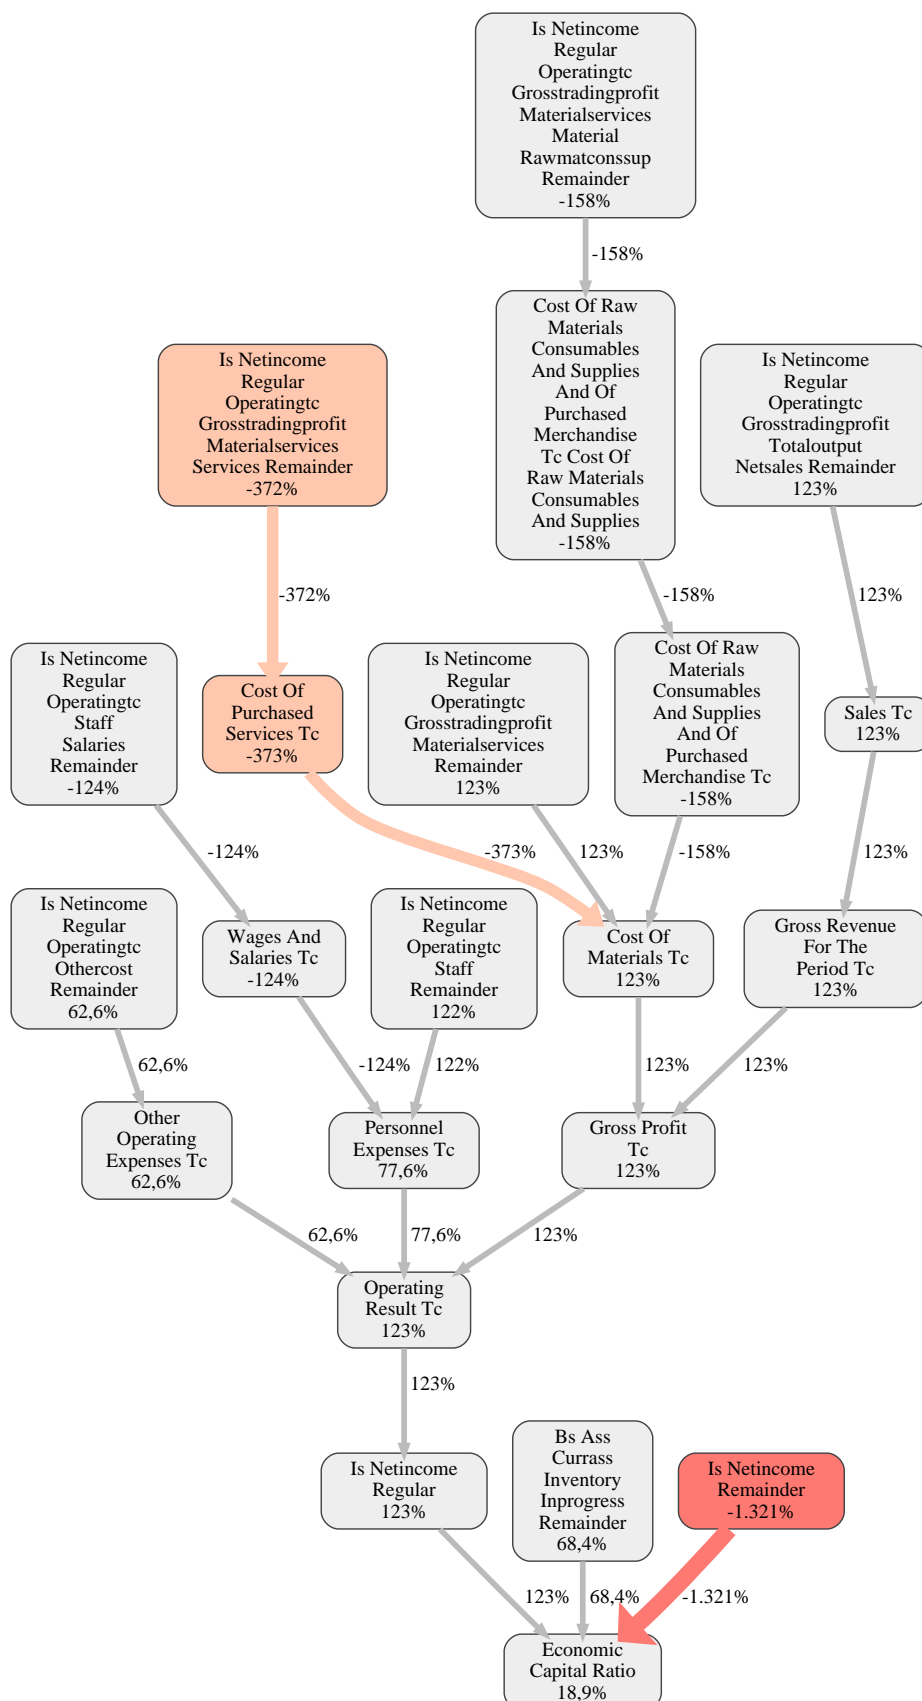 Is Netincome
Regular
Operatingtc
Grosstradingprofit
Materialservices
Material
Rawmatconssup
Remainder
-158%
-158%
Cost Of Raw
Materials
Consumables
And Supplies
And Of
Purchased
Merchandise
Tc Cost Of
Raw Materials
Consumables
And Supplies
-158%
Is Netincome
Regular
Operatingtc
Grosstradingprofit
Materialservices
Services Remainder
-372%
Is Netincome
Regular
Operatingtc
Grosstradingprofit
Totaloutput
Netsales Remainder
123%
-372%
-158%
123%
Is Netincome
Regular
Operatingtc
Staff
Salaries
Remainder
-124%
Cost Of
Purchased
Services Tc
-373%
Is Netincome
Regular
Operatingtc
Grosstradingprofit
Materialservices
Remainder
123%
Cost Of Raw
Materials
Consumables
And Supplies
And Of
Purchased
Merchandise Tc
-158%
Sales Tc
123%
-124%
-373%
123%
-158%
123%
Is Netincome
Regular
Operatingtc
Othercost
Remainder
62,6%
Wages And
Salaries Tc
-124%
Is Netincome
Regular
Operatingtc
Staff
Remainder
122%
Cost Of
Materials Tc
123%
Gross Revenue
For The
Period Tc
123%
62,6%
-124%
122%
123%
123%
Other
Operating
Expenses Tc
62,6%
Personnel
Expenses Tc
77,6%
Gross Profit
Tc
123%
62,6%
77,6%
123%
Operating
Result Tc
123%
123%
Is Netincome
Regular
123%
Bs Ass
Currass
Inventory
Inprogress
Remainder
68,4%
Is Netincome
Remainder
-1.321%
123%
68,4%
-1.321%
Economic
Capital Ratio
18,9%